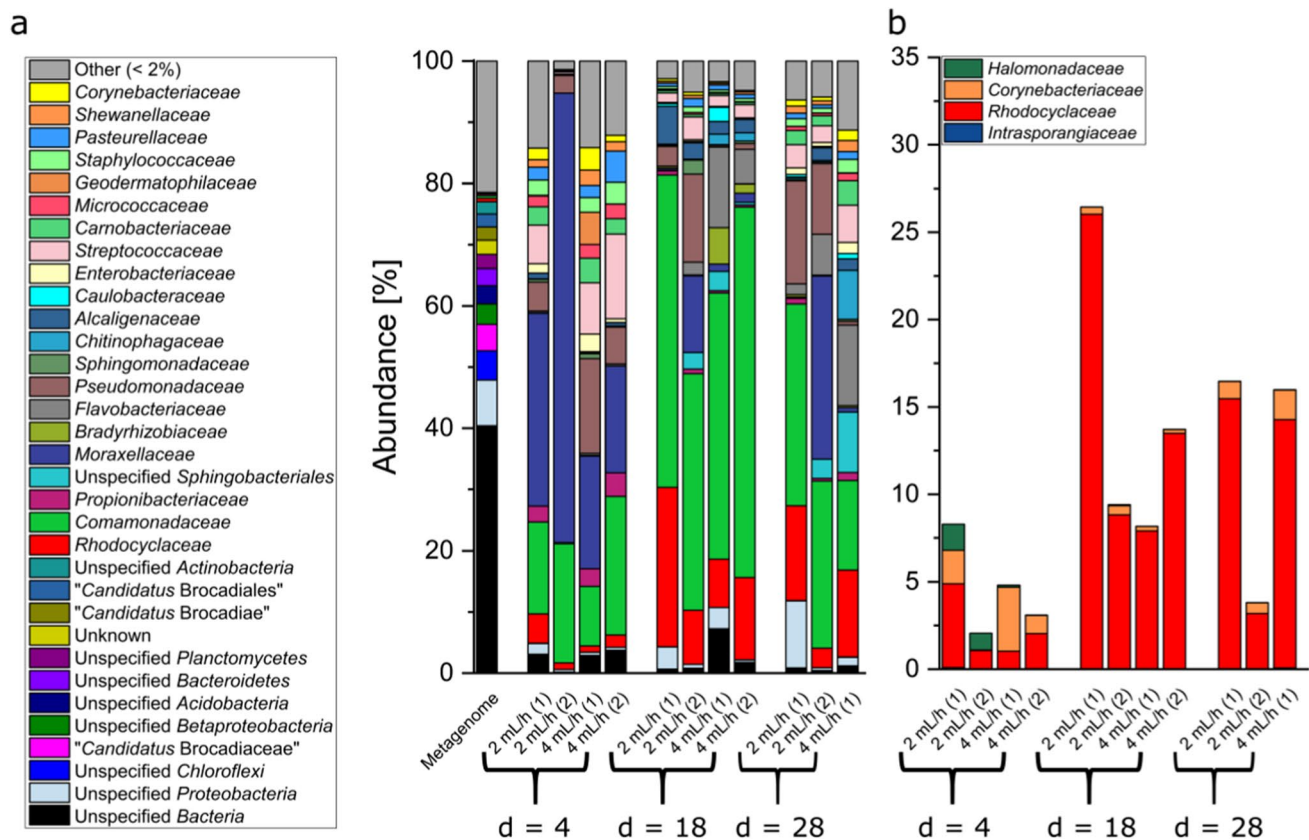 a
Other (< 2%)
Corynebacteriaceae
Shewanellaceae
Pasteurellaceae
Staphylococcaceae
Geodermatophilaceae
Micrococcaceae
Carnobacteriaceae
Streptococcaceae
Enterobacteriaceae
Caulobacteraceae
Alcaligenaceae
Chitinophagaceae
Sphingomonadaceae
Pseudomonadaceae
Flavobacteriaceae
Bradyrhizobiaceae
Moraxellaceae
Unspecified Sphingobacteriales
Propionibacteriaceae
Comamonadaceae
Rhodocyclaceae
Unspecified Actinobacteria
"Candidatus Brocadiales"
"Candidatus Brocadiae"
Unknown
Unspecified Planctomycetes
Unspecified Bacteroidetes
Unspecified Acidobacteria
Unspecified Betaproteobacteria
"Candidatus Brocadiaceae"
Unspecified Chloroflexi
Unspecified Proteobacteria
Unspecified Bacteria
Abundance [%]
100
80
60
40
20
0
Metagenome
2 mL/h (1)
2 mL/h (2)
4 mL/h (1)
4 mL/h (2)
2 mL/h (1)
2 mL/h (2)
4 mL/h (1)
4 mL/h (2)
2 mL/h (1)
2 mL/h (2)
4 mL/h (1)
d = 4
d = 18
d = 28
b
35
30
25
20
15
10
5
0
Halomonadaceae
Corynebacteriaceae
Rhodocyclaceae
Intrasporangiaceae
2 mL/h (1)
2 mL/h (2)
4 mL/h (1)
4 mL/h (2)
2 mL/h (1)
2 mL/h (2)
4 mL/h (1)
4 mL/h (2)
2 mL/h (1)
2 mL/h (2)
4 mL/h (1)
d = 4
d = 18
d = 28